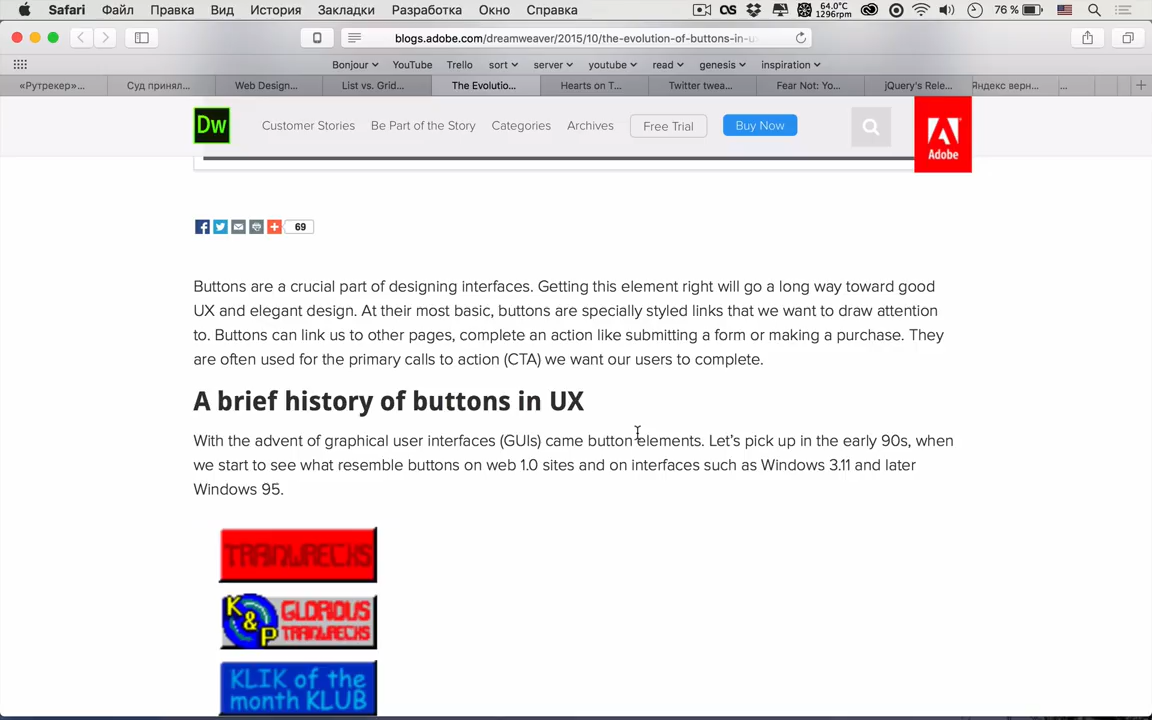 Safari Файл Правка Вид История Закладки Разработка Окно Справка 64.0°C 1296rpm 76 %
blogs.adobe.com/dreamweaver/2015/10/the-evolution-of-buttons-in-u
Bonjour YouTube Trello sort server youtube read genesis inspiration
«Рутрекер»... Суд принял... Web Design... List vs. Grid... The Evolutio... Hearts on T... Twitter twea... Fear Not: Yo... jQuery's Rele... Яндекс верн... ...
Dw Customer Stories Be Part of the Story Categories Archives Free Trial Buy Now Adobe
69
Buttons are a crucial part of designing interfaces. Getting this element right will go a long way toward good
UX and elegant design. At their most basic, buttons are specially styled links that we want to draw attention
to. Buttons can link us to other pages, complete an action like submitting a form or making a purchase. They
are often used for the primary calls to action (CTA) we want our users to complete.
A brief history of buttons in UX
With the advent of graphical user interfaces (GUIs) came button elements. Let's pick up in the early 90s, when
we start to see what resemble buttons on web 1.0 sites and on interfaces such as Windows 3.11 and later
Windows 95.
TRAINWRECKS
K & P GLORIOUS
TRAINWRECKS
KLIK of the
month KLUB